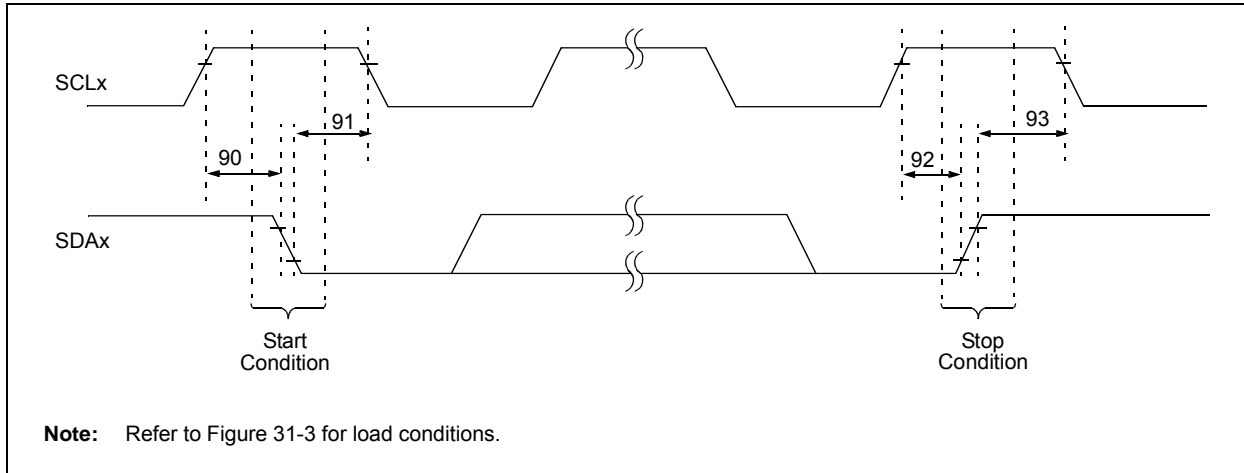 SCLx
91
93
90
92
SDAx
Start
Condition
Stop
Condition
Note: Refer to Figure 31-3 for load conditions.